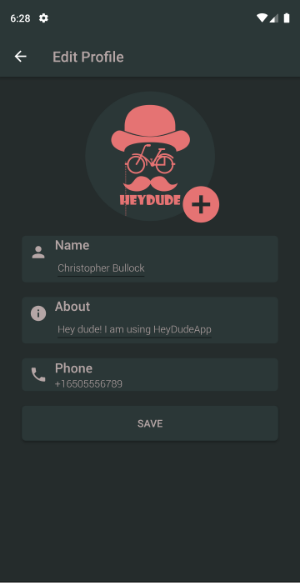 6:28
Edit Profile
HEYDUDE
Name
Christopher Bullock
About
Hey dude! I am using HeyDudeApp
Phone
+16505556789
SAVE